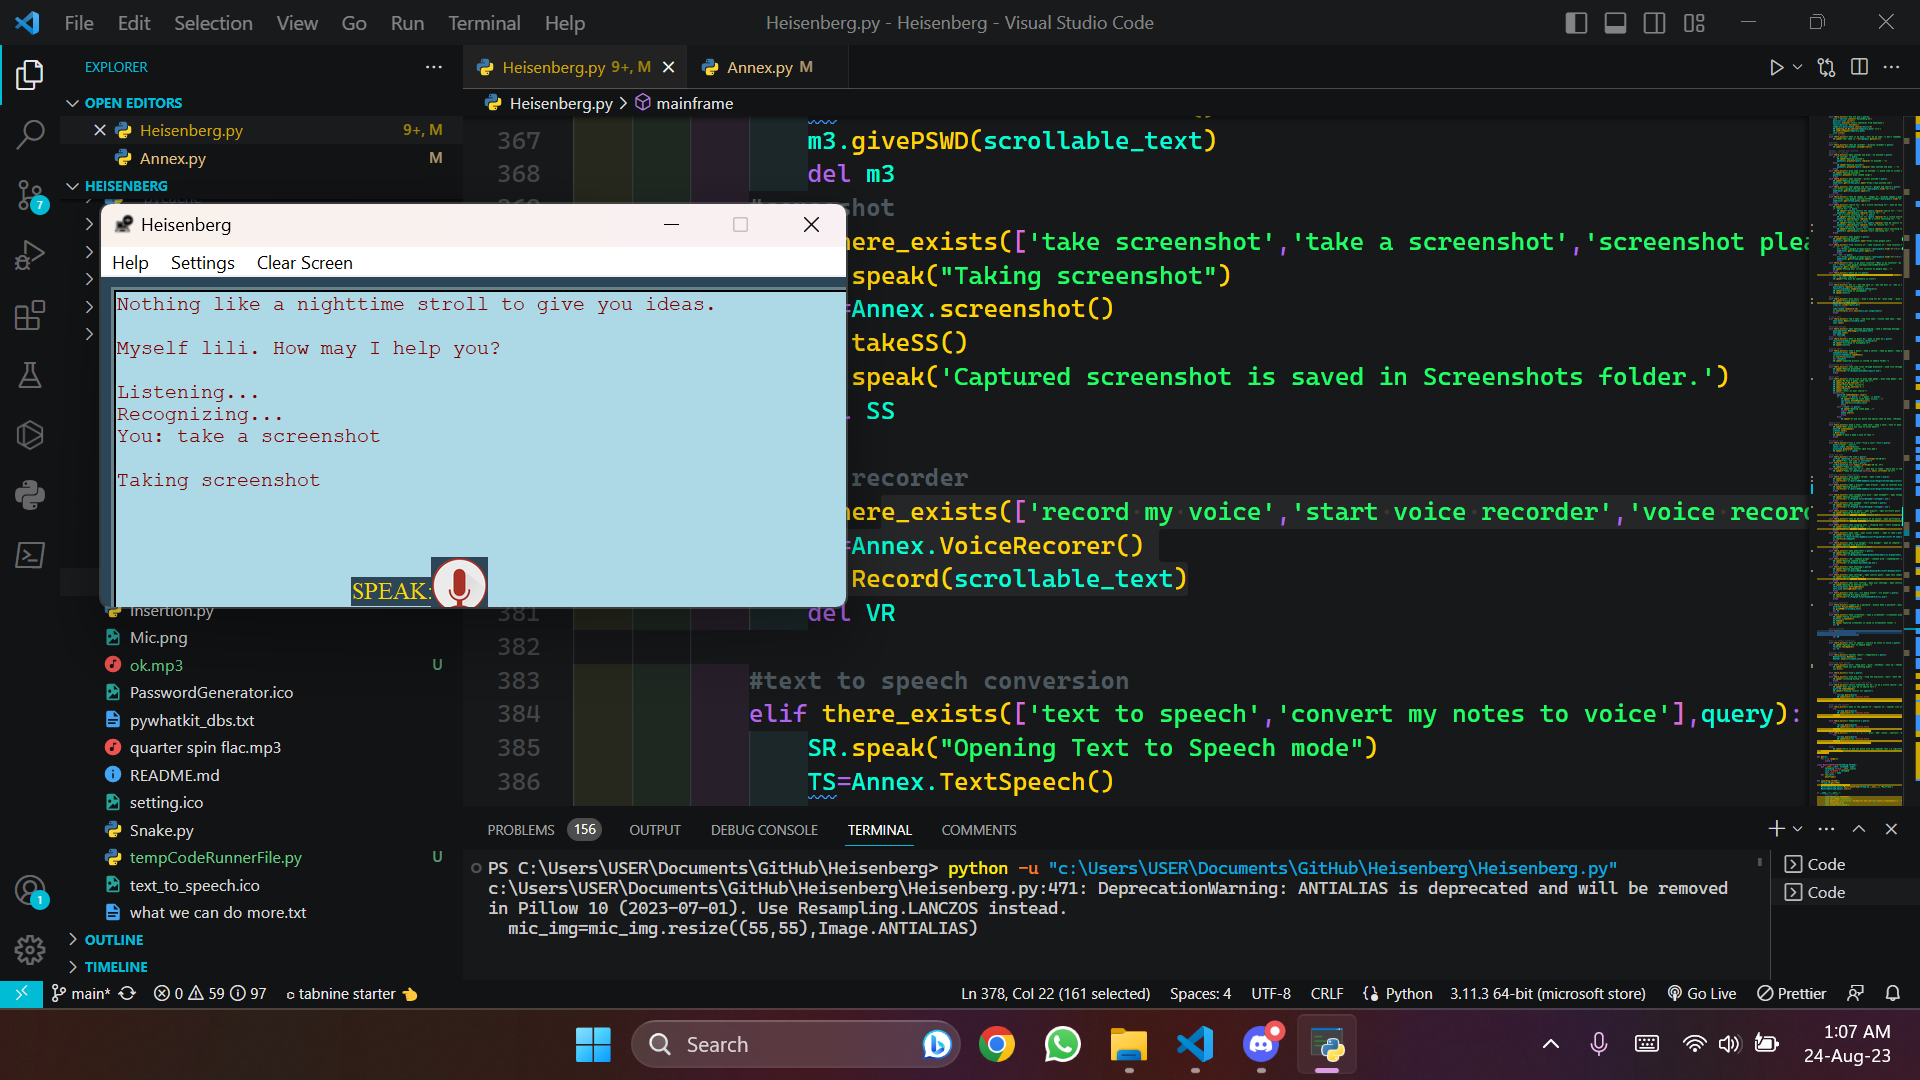 File Edit Selection View Go Run Terminal Help
Heisenberg.py - Heisenberg - Visual Studio Code
EXPLORER
OPEN EDITORS
Heisenberg.py 9+, M
Annex.py M
HEISENBERG
7
Heisenberg.py 9+, M
Annex.py M
Heisenberg.py > mainframe
367 m3.givePSWD(scrollable_text)
368 del m3
here_exists(['take screenshot','take a screenshot','screenshot plea
speak("Taking screenshot")
=Annex.screenshot()
takeSS()
speak('Captured screenshot is saved in Screenshots folder.')
SS
recorder
here_exists(['record my voice','start voice recorder','voice recor
=Annex.VoiceRecorer()
Record(scrollable_text)
381 del VR
382
383 #text to speech conversion
384 elif there_exists(['text to speech','convert my notes to voice'],query):
385 SR.speak("Opening Text to Speech mode")
386 TS=Annex.TextSpeech()
Heisenberg
Help Settings Clear Screen
Nothing like a nighttime stroll to give you ideas.
Myself lili. How may I help you?
Listening...
Recognizing...
You: take a screenshot
Taking screenshot
SPEAK:
Insertion.py
Mic.png
ok.mp3 U
PasswordGenerator.ico
pywhatkit_dbs.txt
quarter spin flac.mp3
README.md
setting.ico
Snake.py
tempCodeRunnerFile.py U
text_to_speech.ico
what we can do more.txt
OUTLINE
TIMELINE
1
PROBLEMS 156 OUTPUT DEBUG CONSOLE TERMINAL COMMENTS
PS C:\Users\USER\Documents\GitHub\Heisenberg> python -u "c:\Users\USER\Documents\GitHub\Heisenberg\Heisenberg.py"
c:\Users\USER\Documents\GitHub\Heisenberg\Heisenberg.py:471: DeprecationWarning: ANTIALIAS is deprecated and will be removed
in Pillow 10 (2023-07-01). Use Resampling.LANCZOS instead.
mic_img=mic_img.resize((55,55),Image.ANTIALIAS)
Code
Code
main* 0 59 97 tabnine starter
Ln 378, Col 22 (161 selected) Spaces: 4 UTF-8 CRLF Python 3.11.3 64-bit (microsoft store) Go Live Prettier
Search
1:07 AM
24-Aug-23